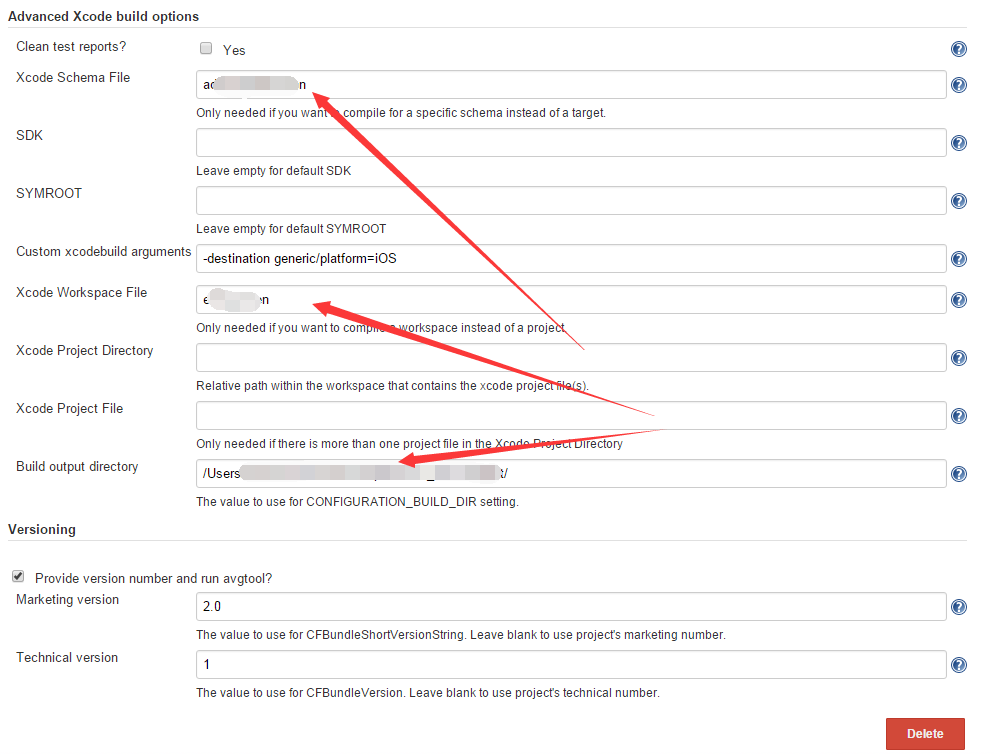 Advanced Xcode build options
Clean test reports? Yes
Xcode Schema File
Only needed if you want to compile for a specific schema instead of a target.
SDK
Leave empty for default SDK
SYMROOT
Leave empty for default SYMROOT
Custom xcodebuild arguments -destination generic/platform=iOS
Xcode Workspace File
Only needed if you want to compile a workspace instead of a project.
Xcode Project Directory
Relative path within the workspace that contains the xcode project file(s).
Xcode Project File
Only needed if there is more than one project file in the Xcode Project Directory
Build output directory /Users
The value to use for CONFIGURATION_BUILD_DIR setting.
Versioning
Provide version number and run avgtool?
Marketing version 2.0
The value to use for CFBundleShortVersionString. Leave blank to use project's marketing number.
Technical version 1
The value to use for CFBundleVersion. Leave blank to use project's technical number.
Delete